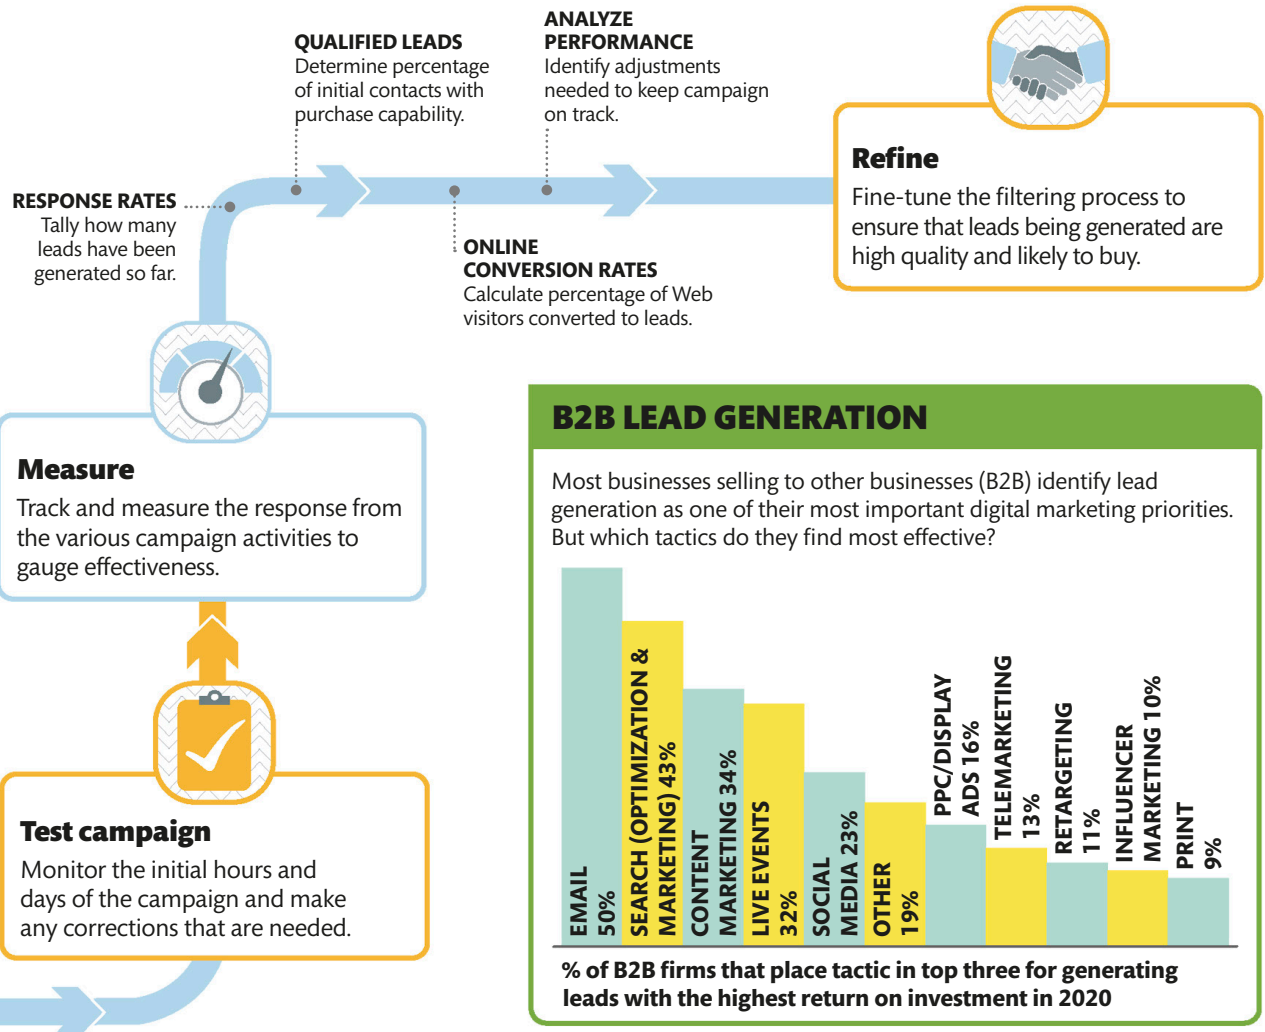 RESPONSE RATES
Tally how many
leads have been
generated so far.
QUALIFIED LEADS
Determine percentage
of initial contacts with
purchase capability.
ANALYZE
PERFORMANCE
Identify adjustments
needed to keep campaign
on track.
ONLINE
CONVERSION RATES
Calculate percentage of Web
visitors converted to leads.
Refine
Fine-tune the filtering process to
ensure that leads being generated are
high quality and likely to buy.
Measure
Track and measure the response from
the various campaign activities to
gauge effectiveness.
Test campaign
Monitor the initial hours and
days of the campaign and make
any corrections that are needed.
B2B LEAD GENERATION
Most businesses selling to other businesses (B2B) identify lead
generation as one of their most important digital marketing priorities.
But which tactics do they find most effective?
EMAIL
50%
SEARCH (OPTIMIZATION &
MARKETING) 43%
CONTENT
MARKETING 34%
LIVE EVENTS
32%
SOCIAL
MEDIA 23%
OTHER
19%
PPC/DISPLAY
ADS 16%
TELEMARKETING
13%
RETARGETING
11%
INFLUENCER
MARKETING 10%
PRINT
9%
% of B2B firms that place tactic in top three for generating
leads with the highest return on investment in 2020